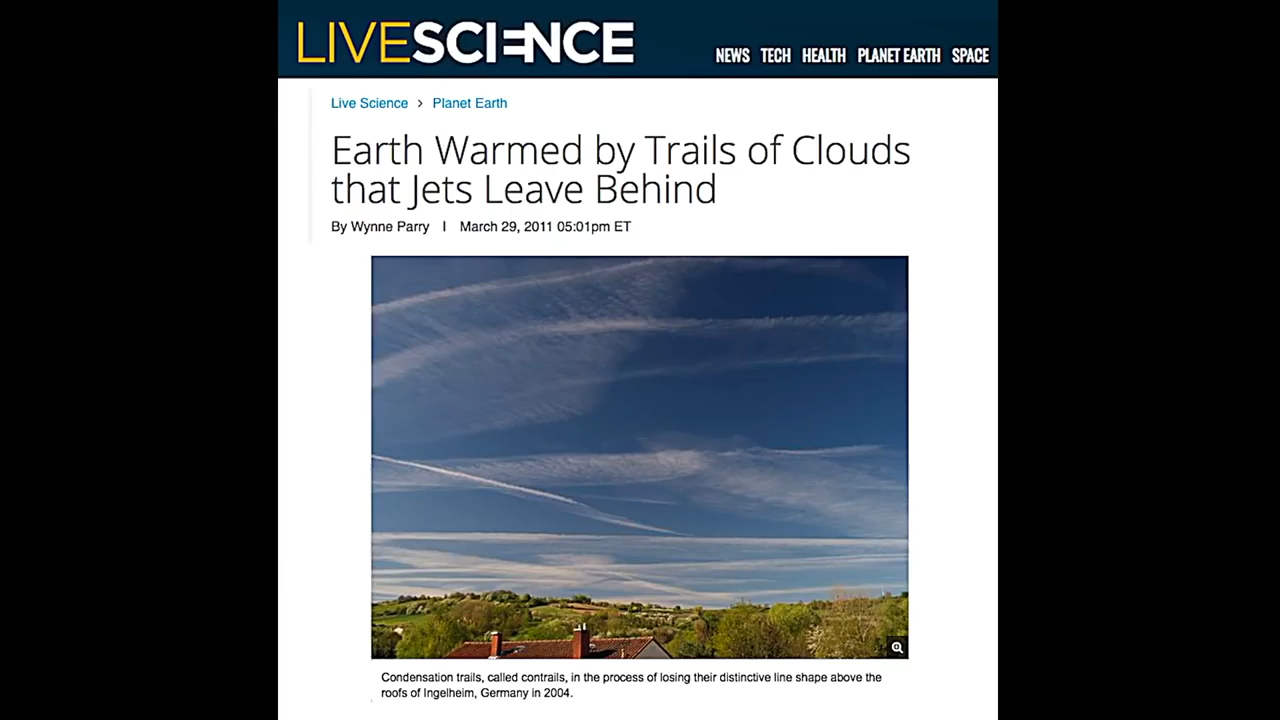 LIVESCIENCE
NEWS TECH HEALTH PLANET EARTH SPACE
Live Science > Planet Earth
Earth Warmed by Trails of Clouds
that Jets Leave Behind
By Wynne Parry | March 29, 2011 05:01pm ET
Condensation trails, called contrails, in the process of losing their distinctive line shape above the
roofs of Ingelheim, Germany in 2004.